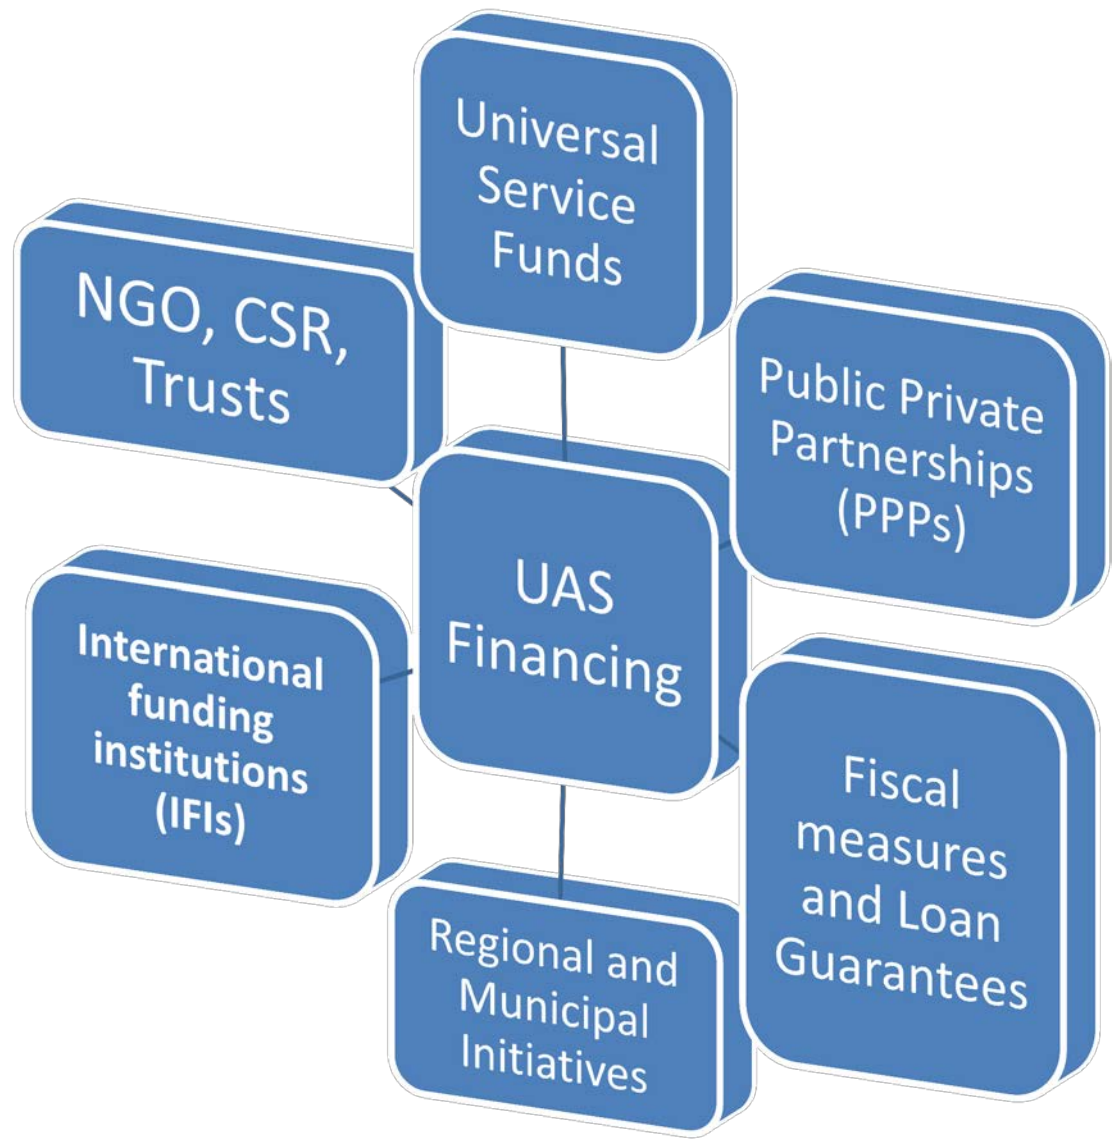 Universal
Service
Funds
NGO, CSR,
Trusts
Public Private
Partnerships
(PPPs)
UAS
Financing
International
funding
institutions
(IFIs)
Fiscal
measures
and Loan
Guarantees
Regional and
Municipal
Initiatives